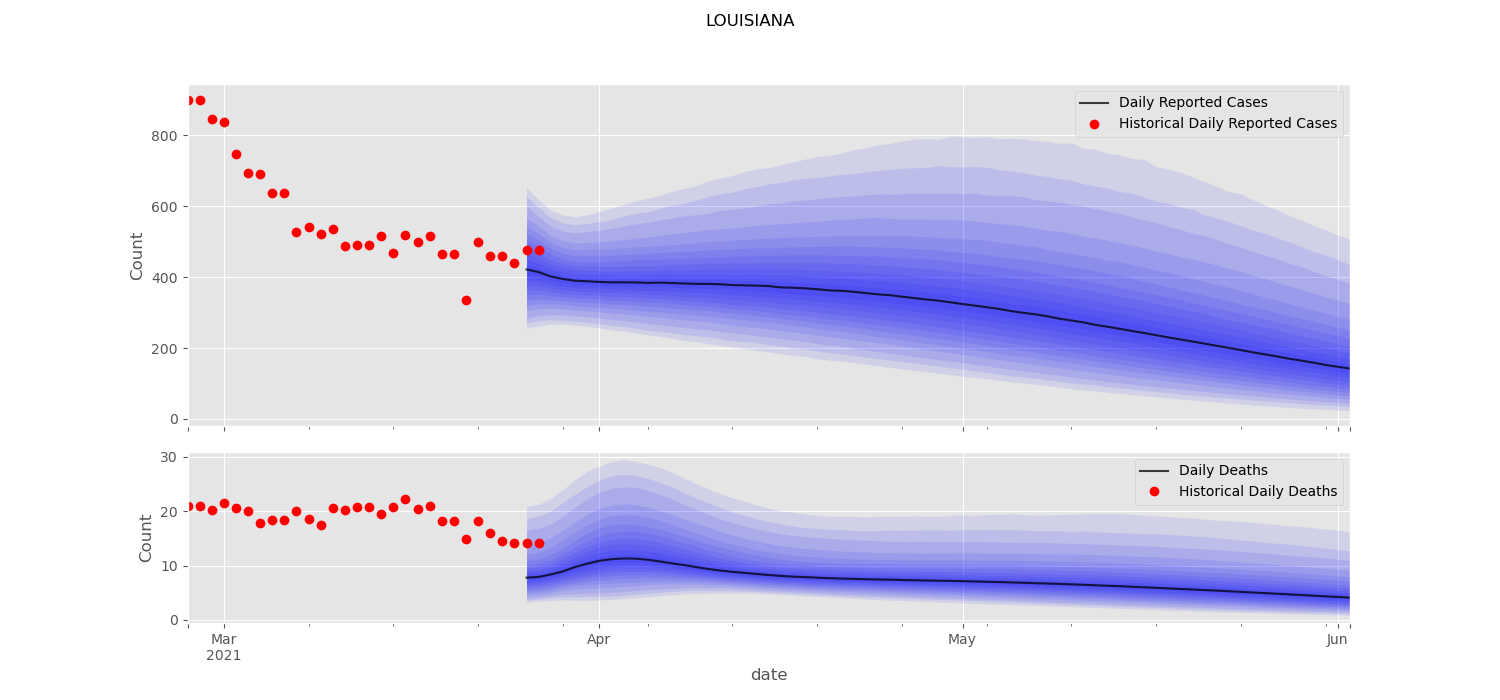 LOUISIANA
Daily Reported Cases
Historical Daily Reported Cases
800
600
400
200
0
Count
Daily Deaths
Historical Daily Deaths
30
20
10
0
Count
Mar Apr May Jun
2021
date